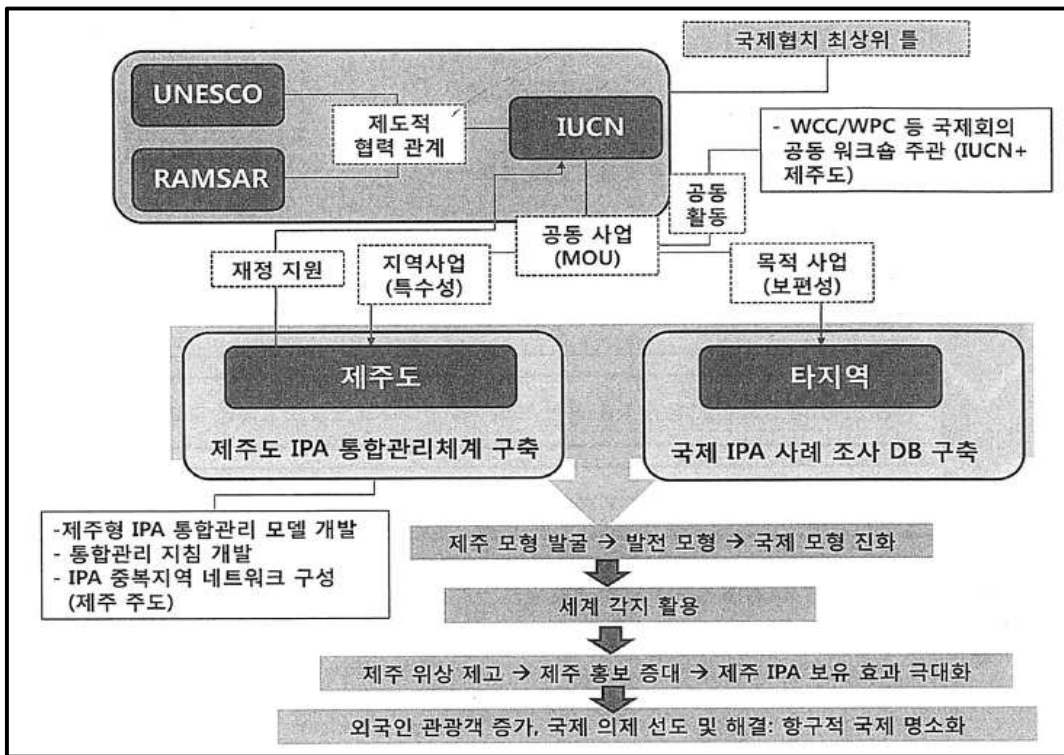 국제협치 최상위 틀
UNESCO
제도적
협력 관계
IUCN
RAMSAR
- WCC/WPC 등 국제회의
공동 워크숍 주관 (IUCN+
제주도)
공동
활동
공동 사업
(MOU)
재정 지원
지역사업
(특수성)
목적 사업
(보편성)
제주도
제주도 IPA 통합관리체계 구축
타지역
국제 IPA 사례 조사 DB 구축
-제주형 IPA 통합관리 모델 개발
- 통합관리 지침 개발
- IPA 중복지역 네트워크 구성
(제주 주도)
제주 모형 발굴 → 발전 모형 → 국제 모형 진화
세계 각지 활용
제주 위상 제고 → 제주 홍보 증대 → 제주 IPA 보유 효과 극대화
외국인 관광객 증가, 국제 의제 선도 및 해결: 항구적 국제 명소화